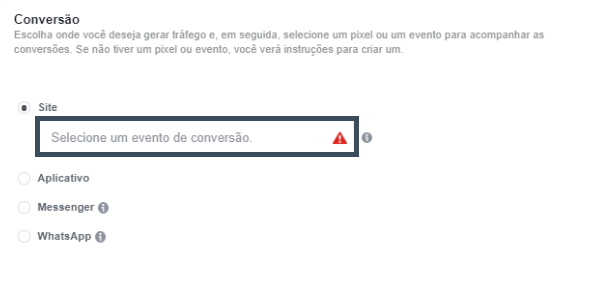 Conversão
Escolha onde você deseja gerar tráfego e, em seguida, selecione um pixel ou um evento para acompanhar as
conversões. Se não tiver um pixel ou evento, você verá instruções para criar um.
Site
Selecione um evento de conversão.
Aplicativo
Messenger
WhatsApp